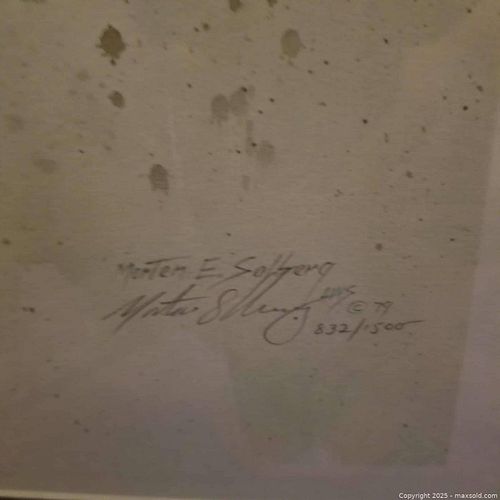 Morten E. Solberg
Morten E Solberg AWS © 79
832/1500
Copyright 2025 - maxsold.com